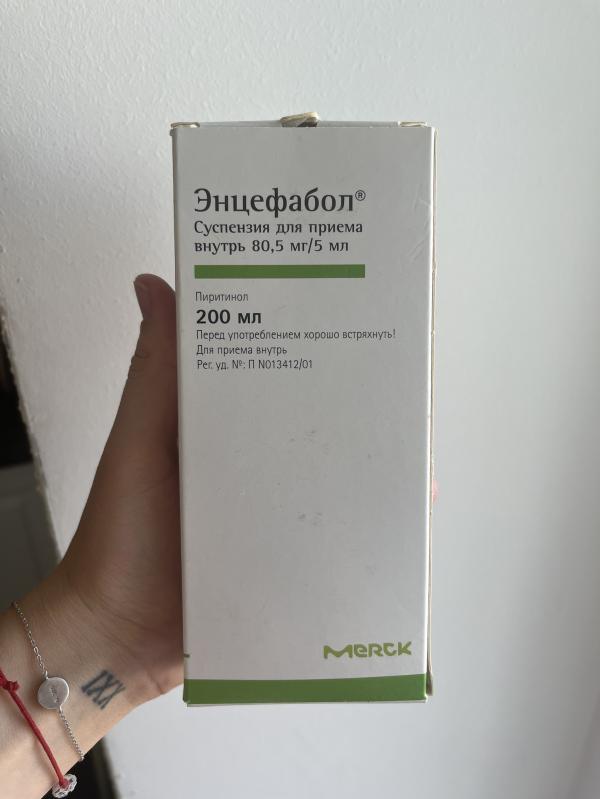 Энцефабол®
Суспензия для приема
внутрь 80,5 мг/5 мл
Пиритинол
200 мл
Перед употреблением хорошо встряхнуть!
Для приема внутрь
Рег. уд. №: П N013412/01
Merck
IXXI